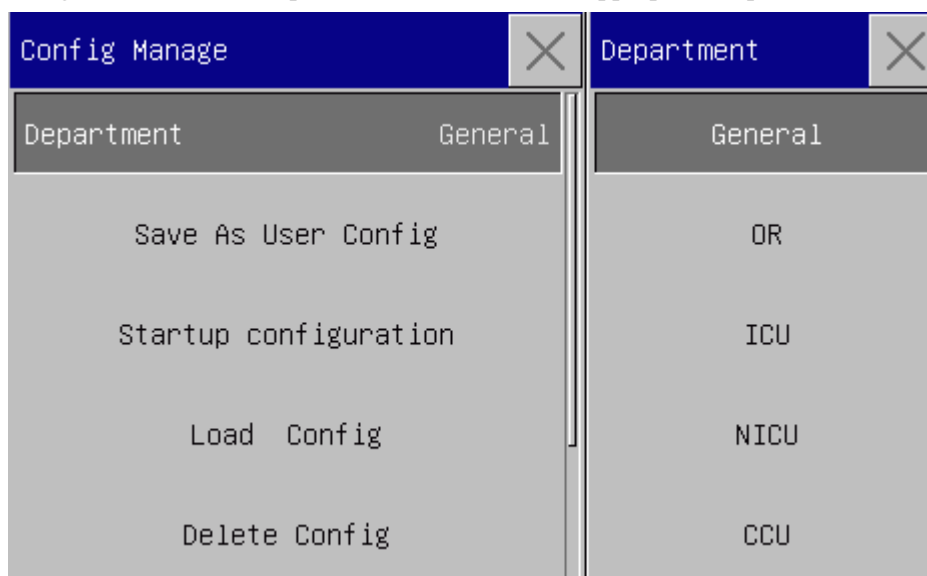 Config Manage
Department General
Save As User Config
Startup configuration
Load Config
Delete Config
Department
General
OR
ICU
NICU
CCU